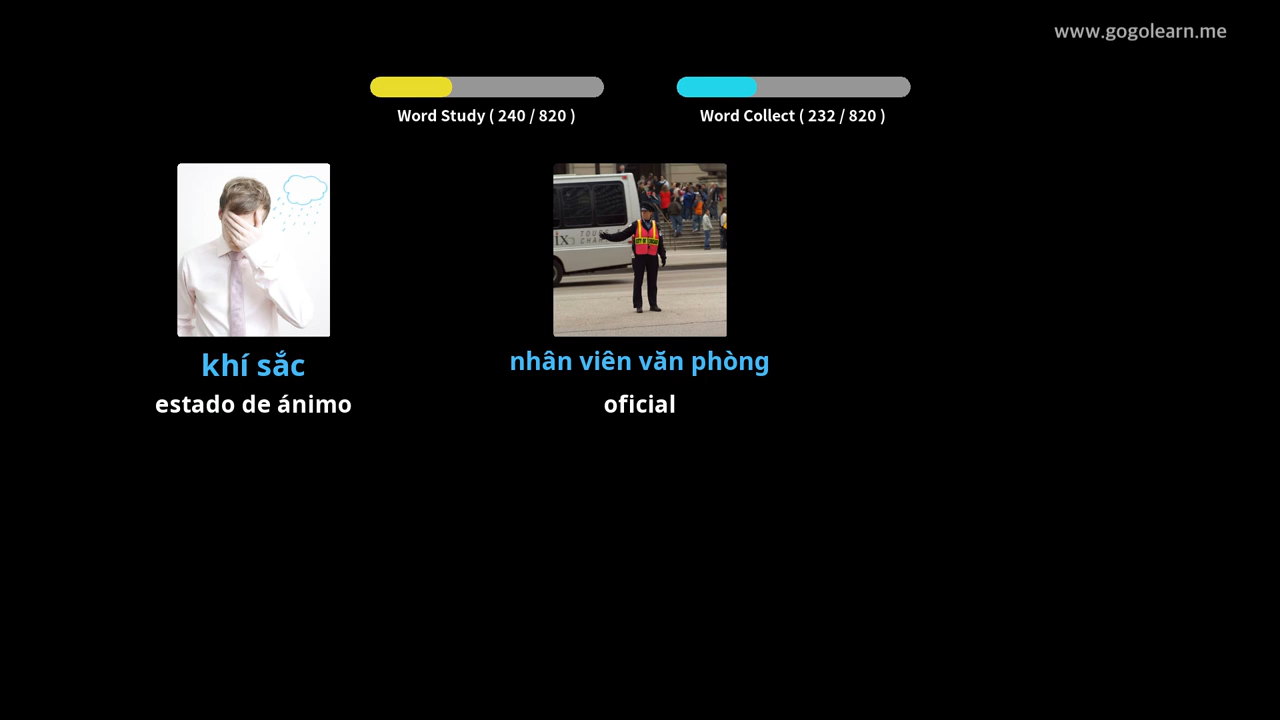 www.gogolearn.me
Word Study ( 240 / 820 )
Word Collect ( 232 / 820 )
khí sắc
nhân viên văn phòng
estado de ánimo
oficial